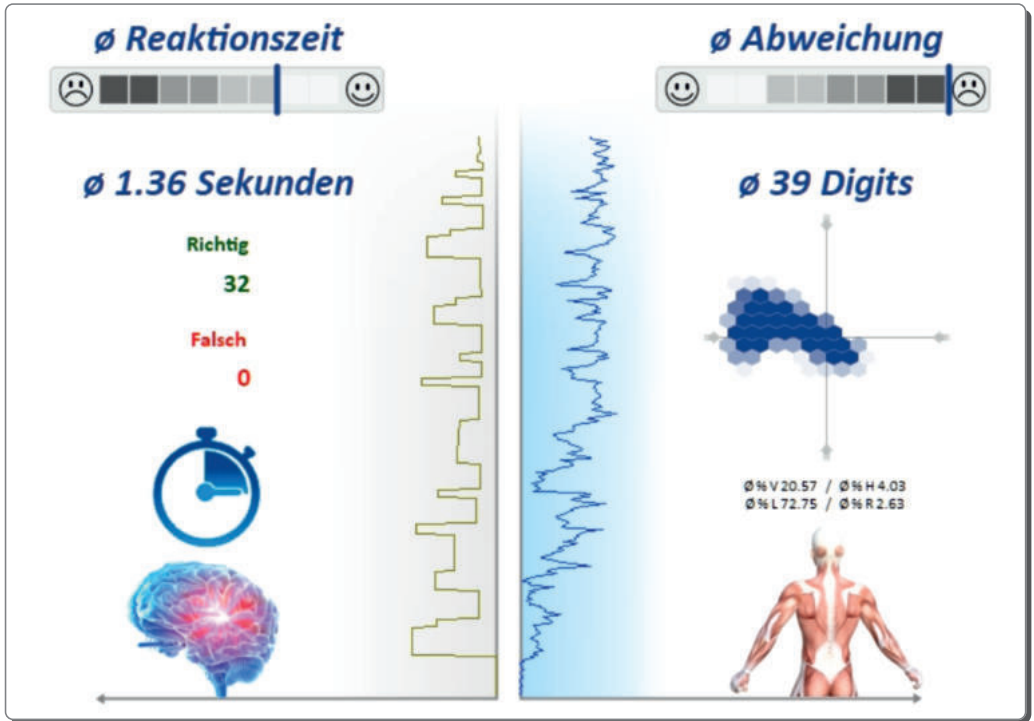 ø Reaktionszeit
ø 1.36 Sekunden
Richtig
32
Falsch
0
ø Abweichung
ø 39 Digits
Ø % V 20.57 / Ø % H 4.03
Ø % L 72.75 / Ø % R 2.63